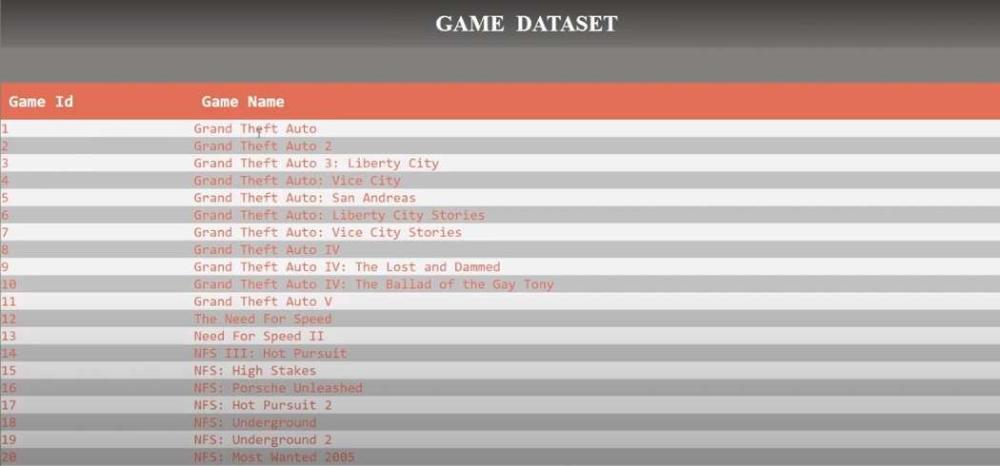 GAME DATASET
Game Id Game Name
1 Grand Theft Auto
2 Grand Theft Auto 2
3 Grand Theft Auto 3: Liberty City
4 Grand Theft Auto: Vice City
5 Grand Theft Auto: San Andreas
6 Grand Theft Auto: Liberty City Stories
7 Grand Theft Auto: Vice City Stories
8 Grand Theft Auto IV
9 Grand Theft Auto IV: The Lost and Dammed
10 Grand Theft Auto IV: The Ballad of the Gay Tony
11 Grand Theft Auto V
12 The Need For Speed
13 Need For Speed II
14 NFS III: Hot Pursuit
15 NFS: High Stakes
16 NFS: Porsche Unleashed
17 NFS: Hot Pursuit 2
18 NFS: Underground
19 NFS: Underground 2
20 NFS: Most Wanted 2005